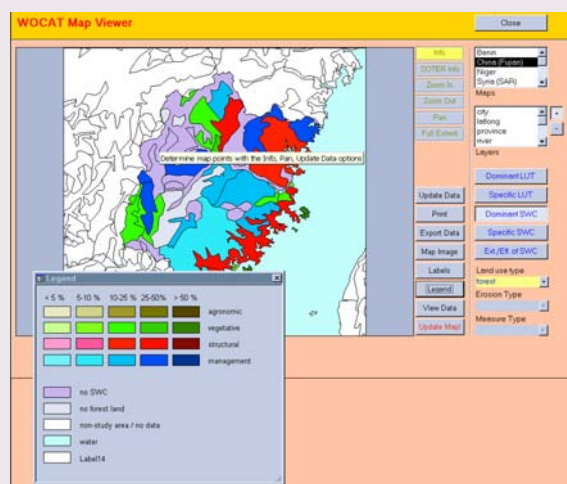 WOCAT Map Viewer
Close
Info
SOTER Info
Zoom In
Zoom Out
Pan
Full Extent
Benin
China (Fujian)
Niger
Syria (SAR)
Maps
city
latlong
province
river
Layers
Determine map points with the Info, Pan, Update Data options
Dominant LUT
Specific LUT
Dominant SWC
Specific SWC
Ext./Eff. of SWC
Update Data
Print
Export Data
Map Image
Labels
Legend
View Data
Update Map!
Land use type
forest
Erosion Type
Measure Type
Legend
< 5 % 5-10 % 10-25 % 25-50% > 50 %
agronomic
vegetative
structural
management
no SWC
no forest land
non-study area / no data
water
Label14